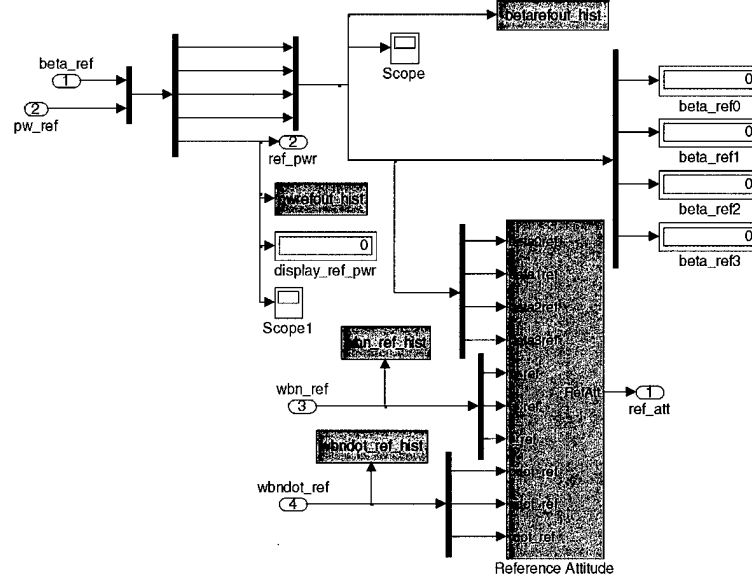 betarefout_hist
beta_ref
1
Scope
0
beta_ref0
2
pw_ref
2
ref_pwr
0
beta_ref1
pwrefout_hist
0
beta_ref2
0
display_ref_pwr
0
beta_ref3
Scope1
wbn_ref_hist
wbn_ref
3
RefAtt
1
ref_att
wbndot_ref_hist
wbndot_ref
4
Reference Attitude